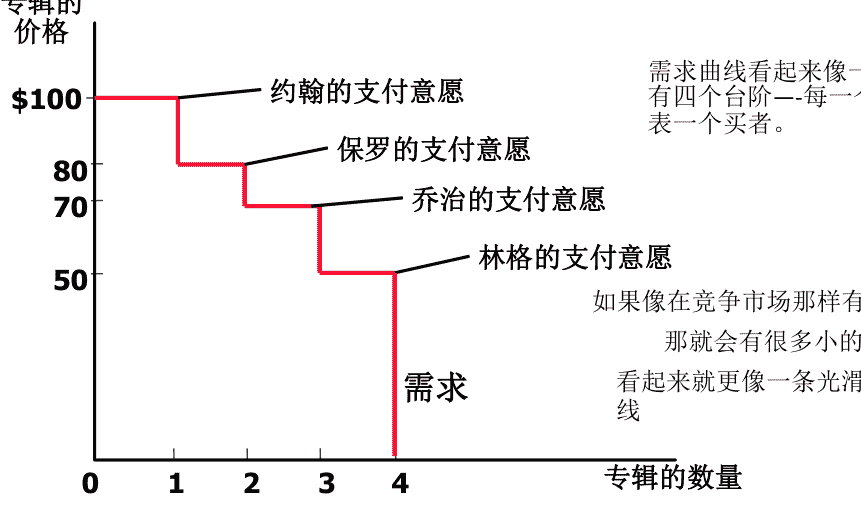 专辑的
价格
$100
约翰的支付意愿
需求曲线看起来像一
有四个台阶—-每一个
表一个买者。
保罗的支付意愿
80
乔治的支付意愿
70
林格的支付意愿
50
如果像在竞争市场那样有
那就会有很多小的
看起来就更像一条光滑
线
需求
0
1
2
3
4
专辑的数量